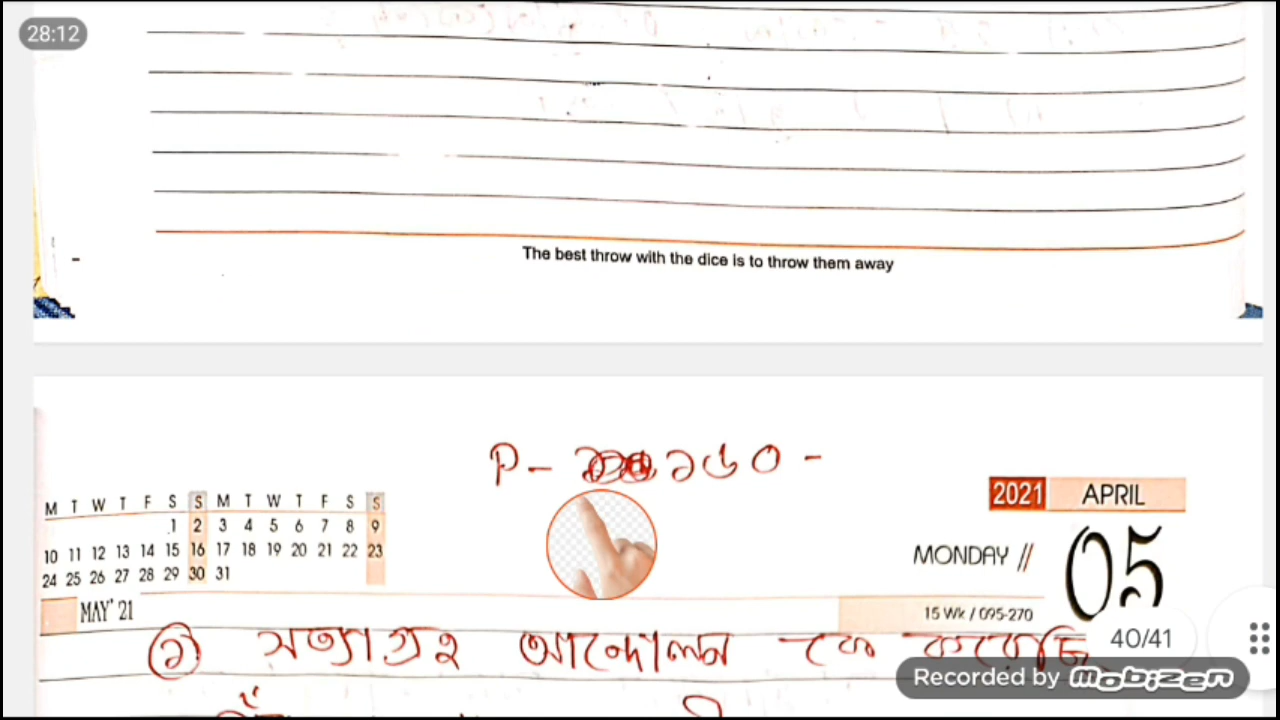 28:12
The best throw with the dice is to throw them away
P - ১৬০ -
2021 APRIL
M T W T F S S M T W T F S S
1 2 3 4 5 6 7 8 9
10 11 12 13 14 15 16 17 18 19 20 21 22 23
24 25 26 27 28 29 30 31
MONDAY // 05
MAY' 21
15 Wk / 095-270
① সত্যাগ্রহ আন্দোলন কে করেছি
40/41
Recorded by mobizen